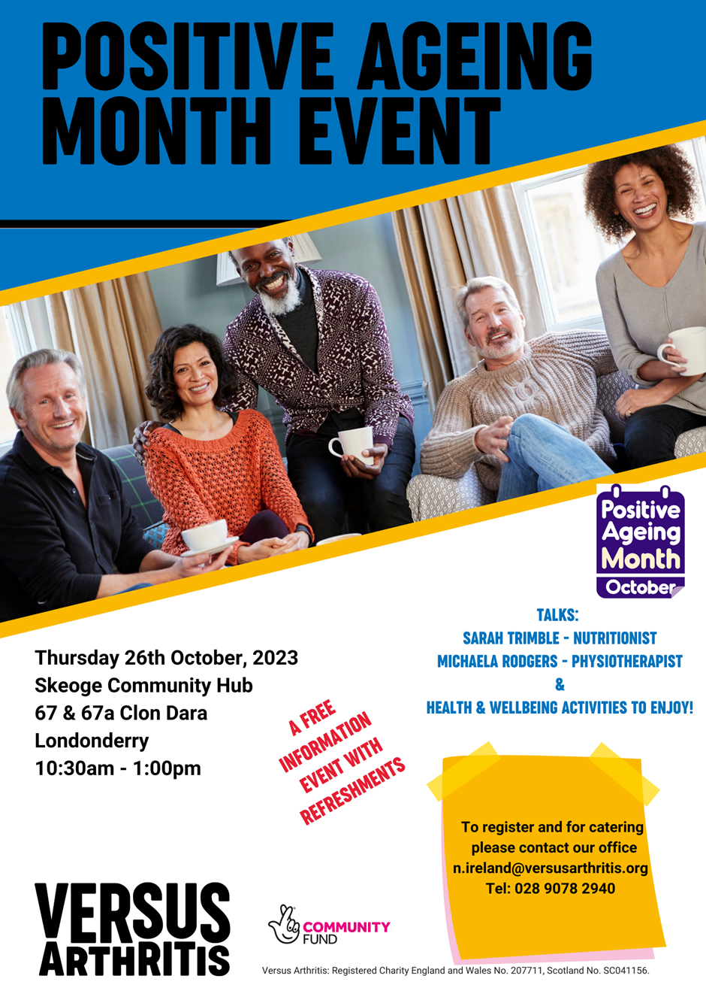 POSITIVE AGEING
MONTH EVENT
Positive
Ageing
Month
October
TALKS:
SARAH TRIMBLE - NUTRITIONIST
MICHAELA RODGERS - PHYSIOTHERAPIST
&
HEALTH & WELLBEING ACTIVITIES TO ENJOY!
Thursday 26th October, 2023
Skeoge Community Hub
67 & 67a Clon Dara
Londonderry
10:30am - 1:00pm
A FREE
INFORMATION
EVENT WITH
REFRESHMENTS
To register and for catering
please contact our office
n.ireland@versusarthritis.org
Tel: 028 9078 2940
VERSUS
ARTHRITIS
COMMUNITY
FUND
Versus Arthritis: Registered Charity England and Wales No. 207711, Scotland No. SC041156.